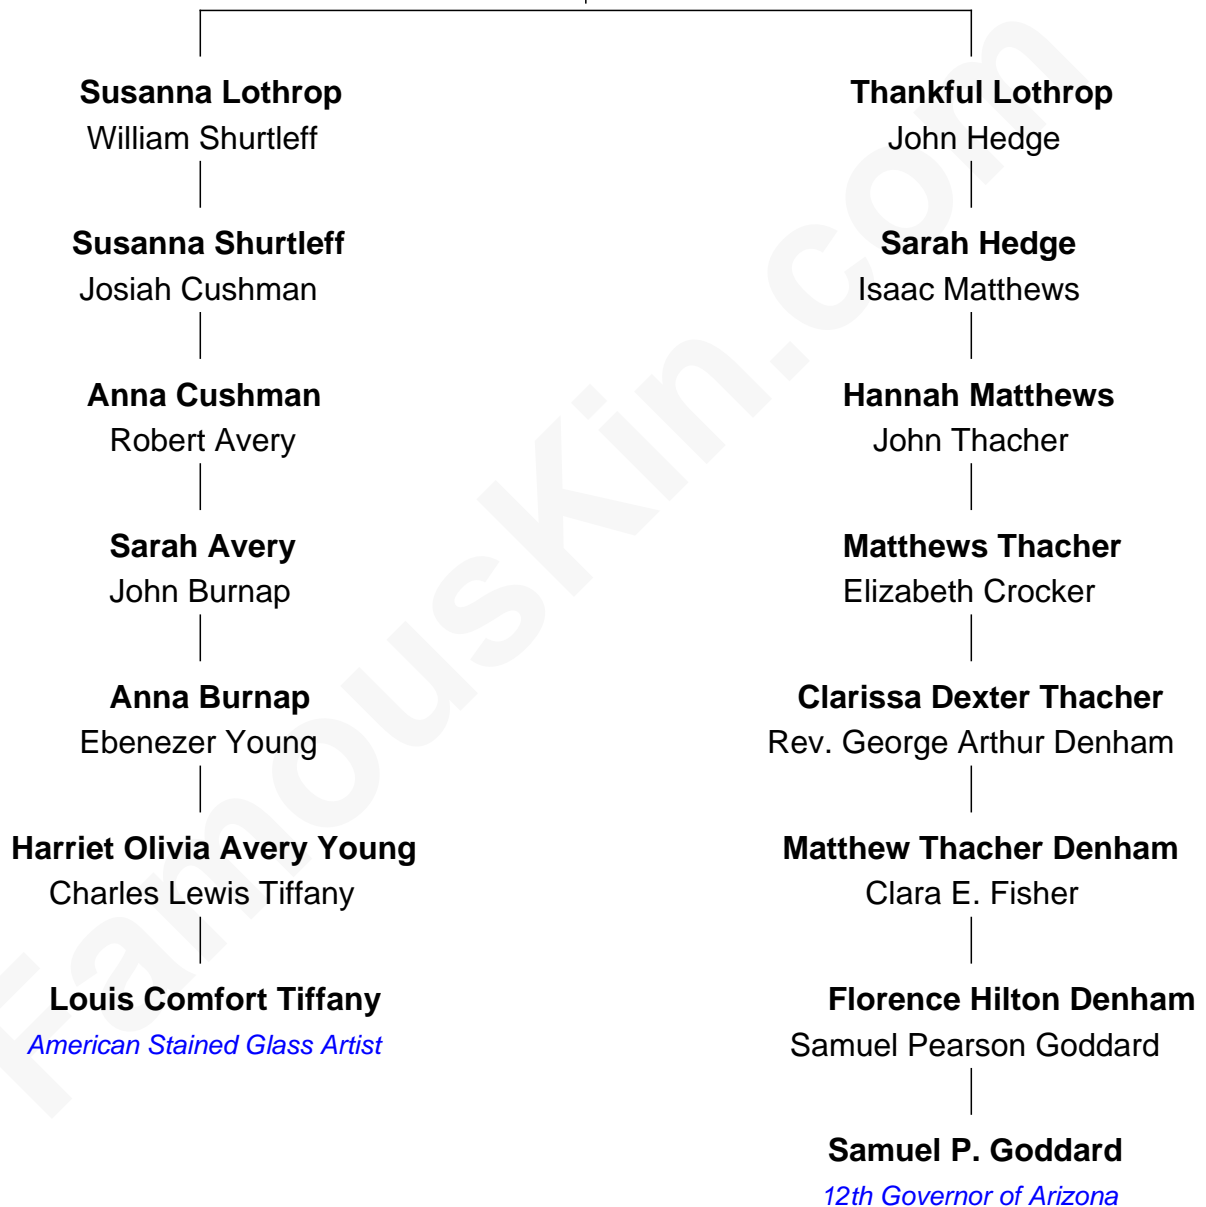 Susanna Lothrop
William Shurtleff
Susanna Shurtleff
Josiah Cushman
Anna Cushman
Robert Avery
Sarah Avery
John Burnap
Anna Burnap
Ebenezer Young
Harriet Olivia Avery Young
Charles Lewis Tiffany
Louis Comfort Tiffany
American Stained Glass Artist
Thankful Lothrop
John Hedge
Sarah Hedge
Isaac Matthews
Hannah Matthews
John Thacher
Matthews Thacher
Elizabeth Crocker
Clarissa Dexter Thacher
Rev. George Arthur Denham
Matthew Thacher Denham
Clara E. Fisher
Florence Hilton Denham
Samuel Pearson Goddard
Samuel P. Goddard
12th Governor of Arizona
FamousKin.com